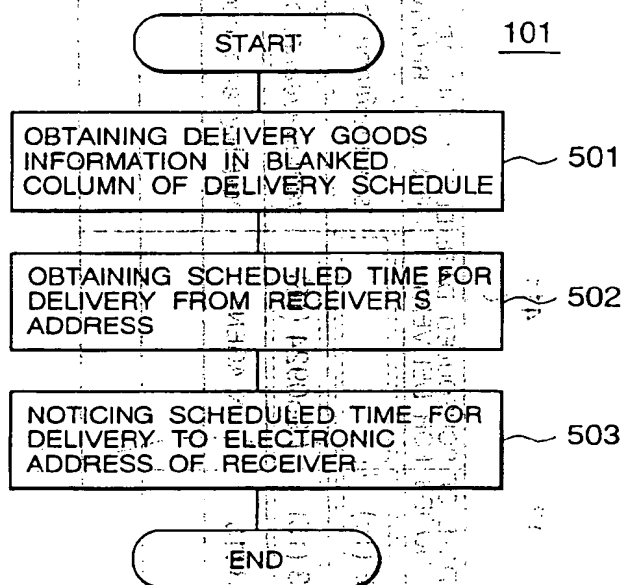 START
101
OBTAINING DELIVERY GOODS
INFORMATION IN BLANKED
COLUMN OF DELIVERY SCHEDULE
501
OBTAINING SCHEDULED TIME FOR
DELIVERY FROM RECEIVER'S
ADDRESS
502
NOTICING SCHEDULED TIME FOR
DELIVERY TO ELECTRONIC
ADDRESS OF RECEIVER
503
END